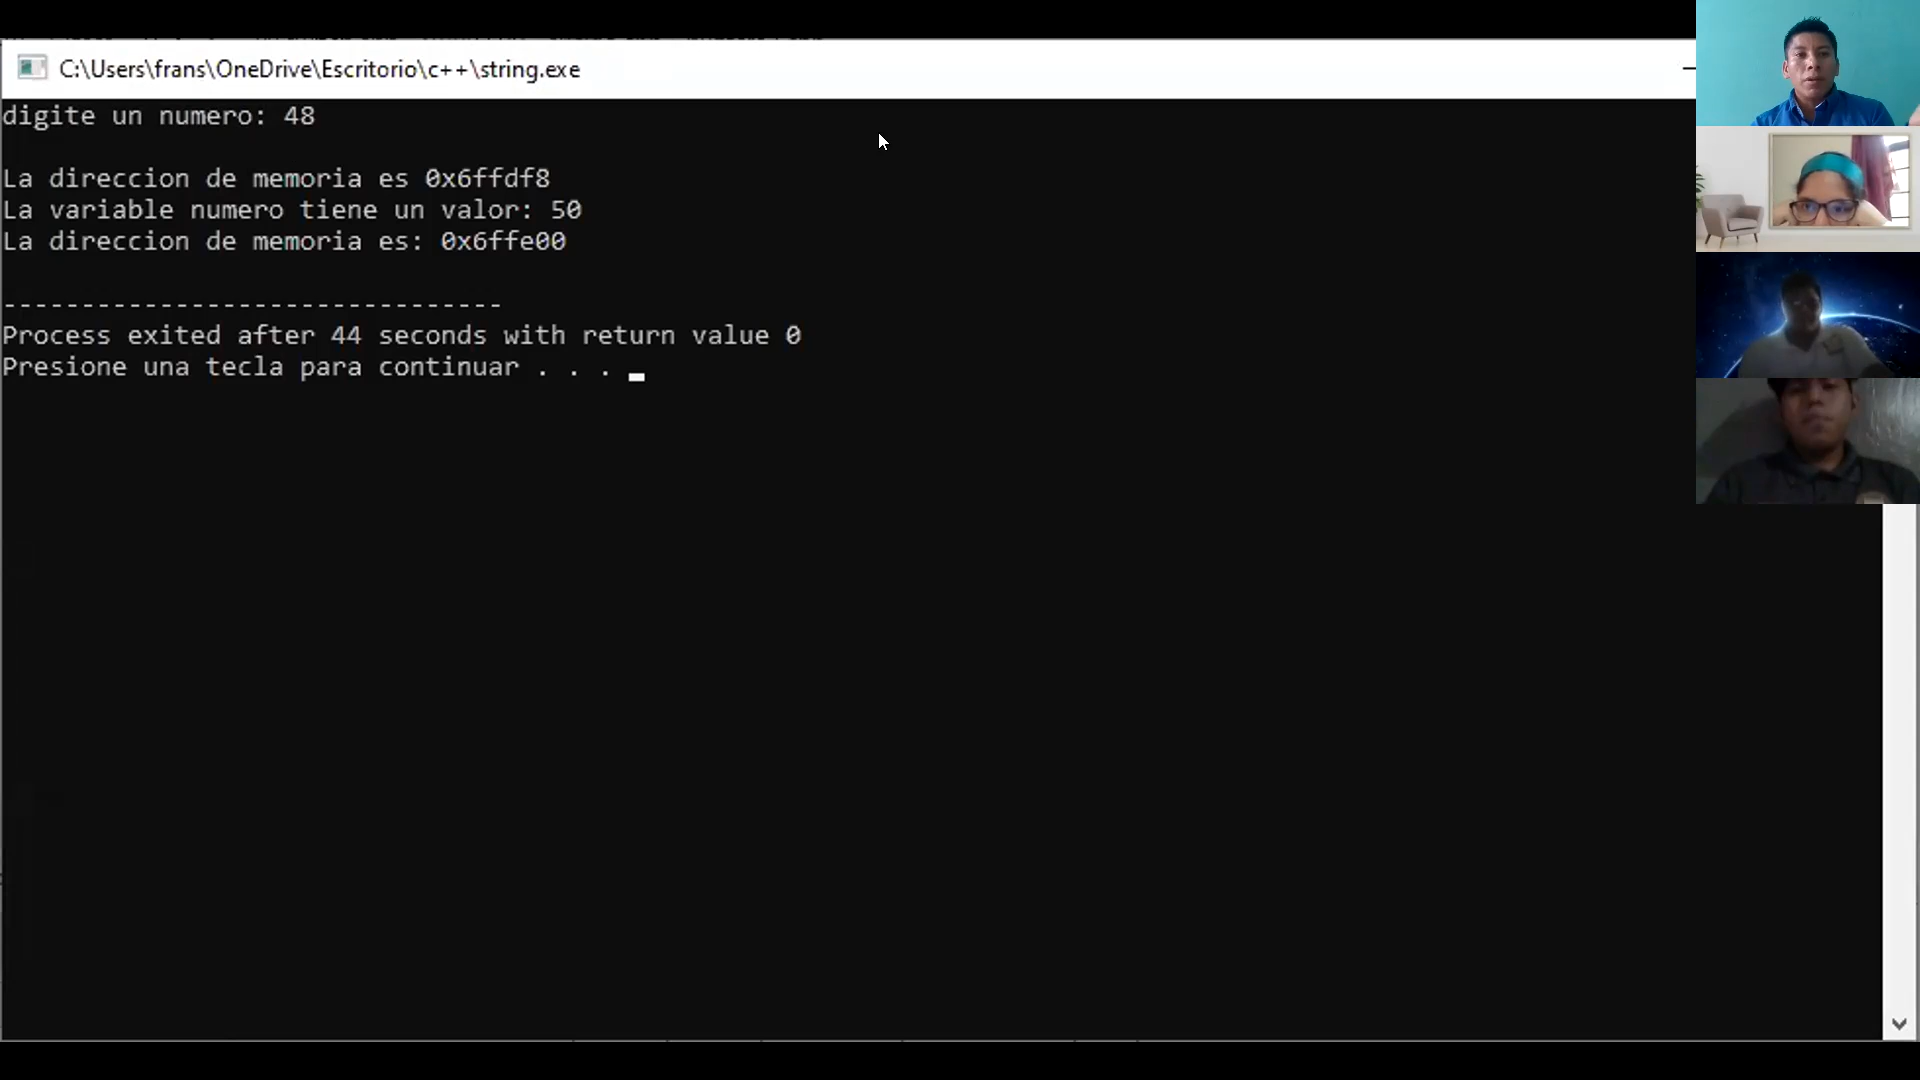 C:\Users\frans\OneDrive\Escritorio\c++\string.exe
digite un numero: 48
La direccion de memoria es 0x6ffdf8
La variable numero tiene un valor: 50
La direccion de memoria es: 0x6ffe00
--------------------------------
Process exited after 44 seconds with return value 0
Presione una tecla para continuar . . .